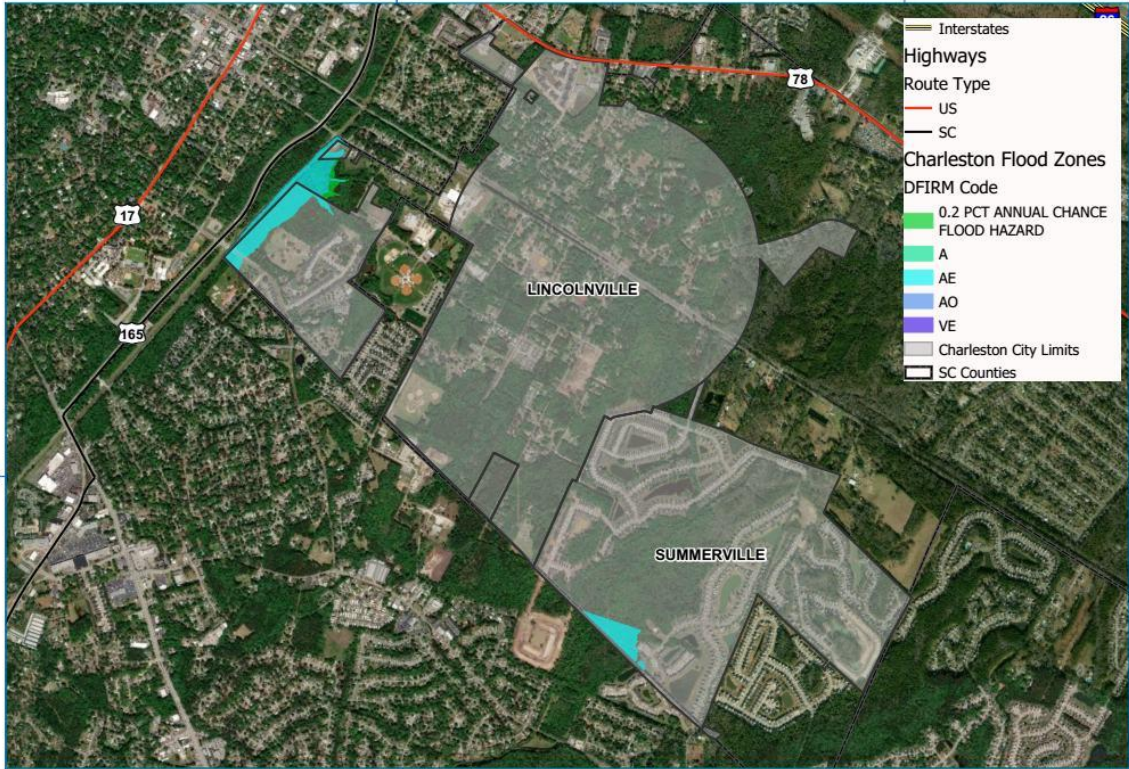 26
Interstates
Highways
Route Type
US
SC
Charleston Flood Zones
DFIRM Code
0.2 PCT ANNUAL CHANCE
FLOOD HAZARD
A
AE
AO
VE
Charleston City Limits
SC Counties
78
17
165
LINCOLNVILLE
SUMMERVILLE